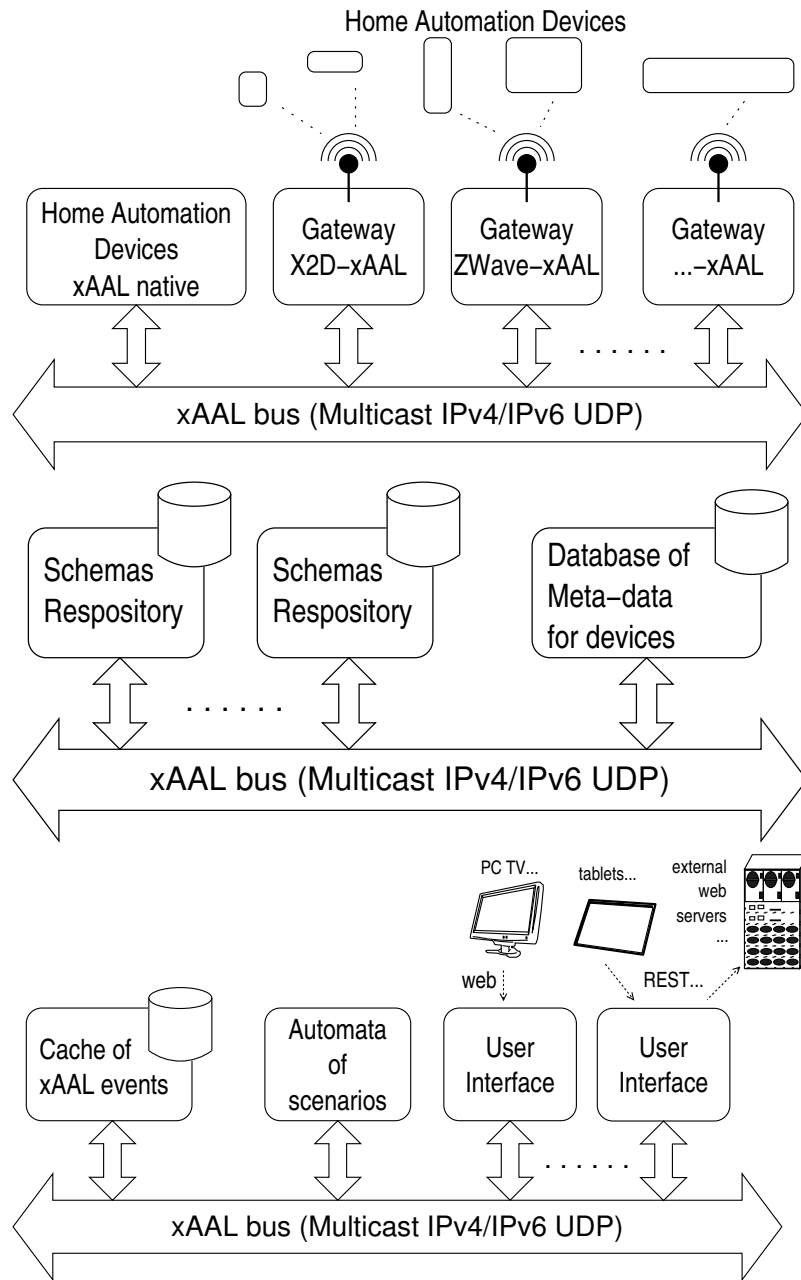 Home Automation Devices
Home Automation
Devices
xAAL native
Gateway
X2D–xAAL
Gateway
ZWave–xAAL
Gateway
...–xAAL
. . . . . .
xAAL bus (Multicast IPv4/IPv6 UDP)
Schemas
Respository
Schemas
Respository
Database of
Meta–data
for devices
. . . . . .
xAAL bus (Multicast IPv4/IPv6 UDP)
PC TV...
tablets...
external
web
servers
...
web
REST...
Cache of
xAAL events
Automata
of
scenarios
User
Interface
User
Interface
. . . . . .
xAAL bus (Multicast IPv4/IPv6 UDP)